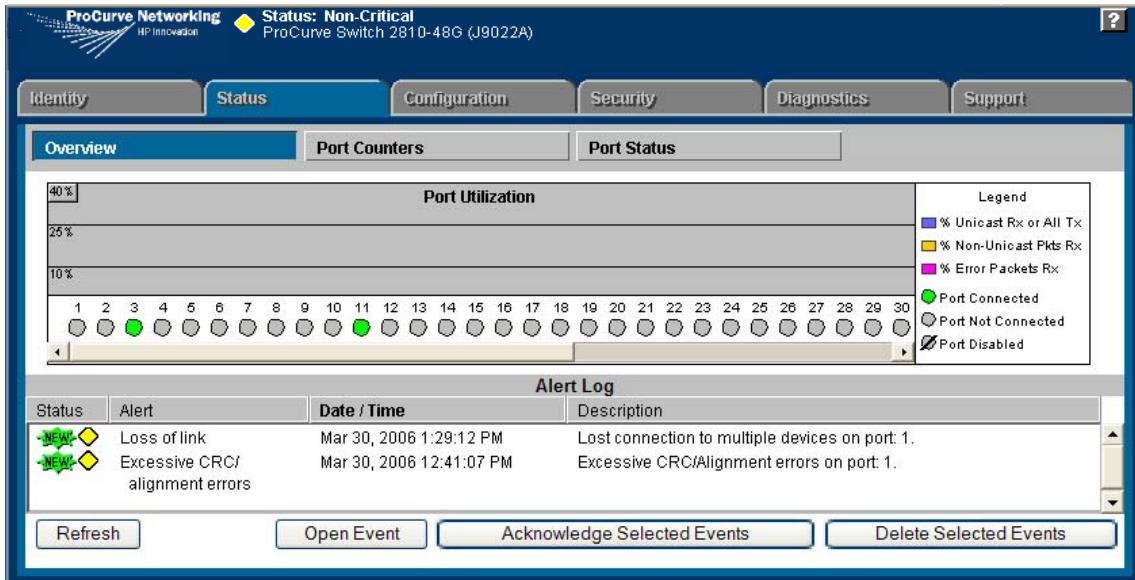 ProCurve Networking
HP Innovation
Status: Non-Critical
ProCurve Switch 2810-48G (J9022A)
?
Identity Status Configuration Security Diagnostics Support
Overview Port Counters Port Status
Port Utilization
40 %
25 %
10 %
1 2 3 4 5 6 7 8 9 10 11 12 13 14 15 16 17 18 19 20 21 22 23 24 25 26 27 28 29 30
Legend
% Unicast Rx or All Tx
% Non-Unicast Pkts Rx
% Error Packets Rx
Port Connected
Port Not Connected
Port Disabled
Alert Log
Status Alert Date / Time Description
NEW Loss of link Mar 30, 2006 1:29:12 PM Lost connection to multiple devices on port: 1.
NEW Excessive CRC/ Mar 30, 2006 12:41:07 PM Excessive CRC/Alignment errors on port: 1.
alignment errors
Refresh Open Event Acknowledge Selected Events Delete Selected Events